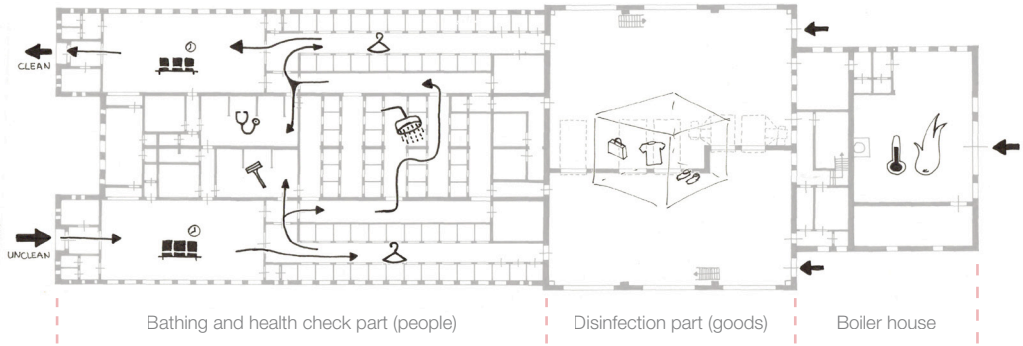 CLEAN
UNCLEAN
Bathing and health check part (people)
Disinfection part (goods)
Boiler house